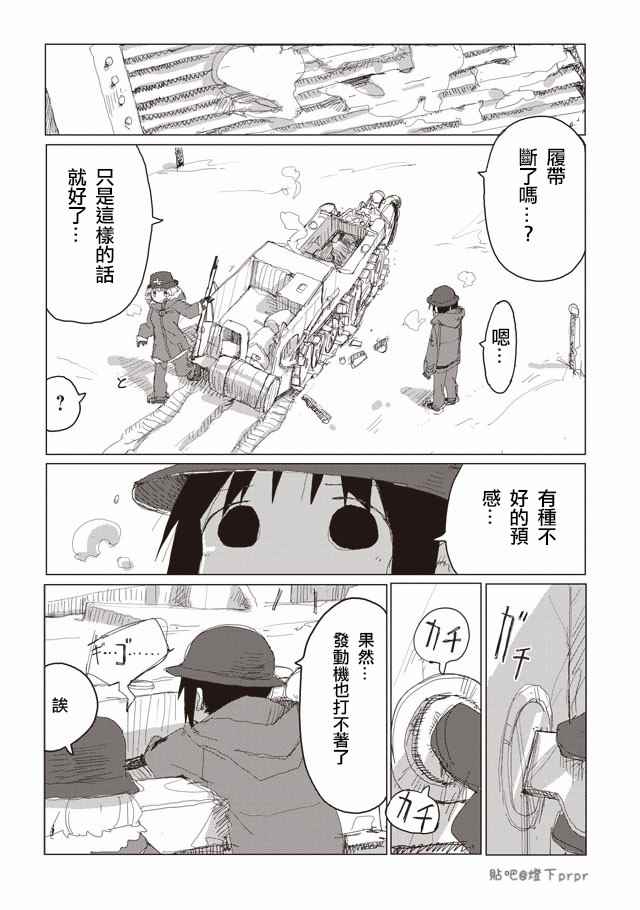 履帶
斷了嗎…?
只是這樣的話
就好了…
嗯…
と
?
有種不
好的預
感…
グ
チ
カチ
カチ
果然…
發動機也打不著了
ギ…ゴ……
誒
貼吧@燈下prpr